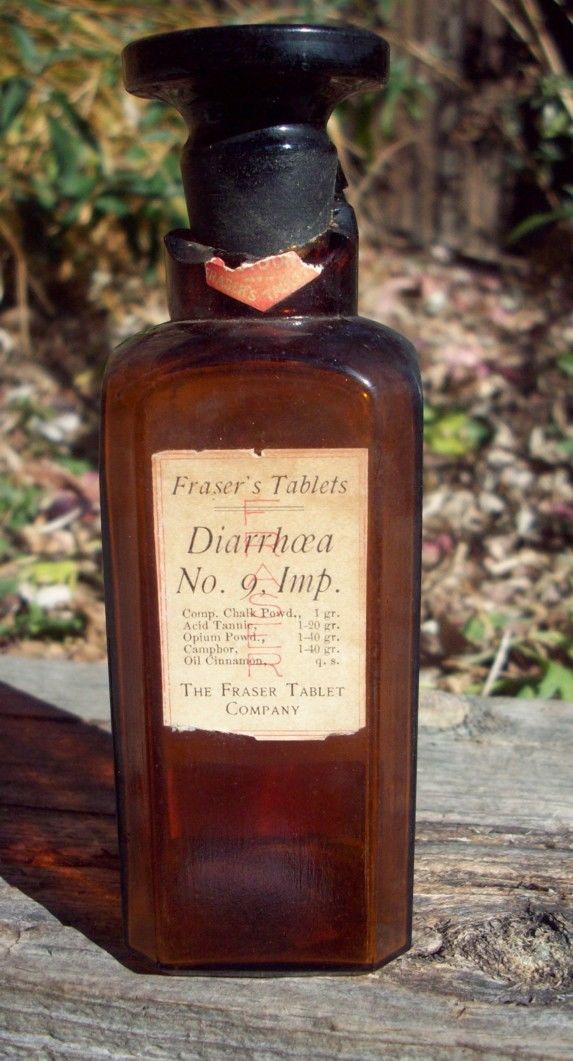 Fraser's Tablets
Diarrhœa
No. 9, Imp.
Comp. Chalk Powd., 1 gr.
Acid Tannic, 1-20 gr.
Opium Powd., 1-40 gr.
Camphor, 1-40 gr.
Oil Cinnamon, q. s.
The Fraser Tablet
Company
FRASER